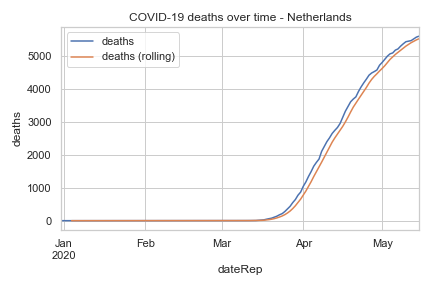 COVID-19 deaths over time - Netherlands
deaths
deaths (rolling)
5000
4000
3000
2000
1000
0
deaths
Jan
2020
Feb
Mar
Apr
May
dateRep